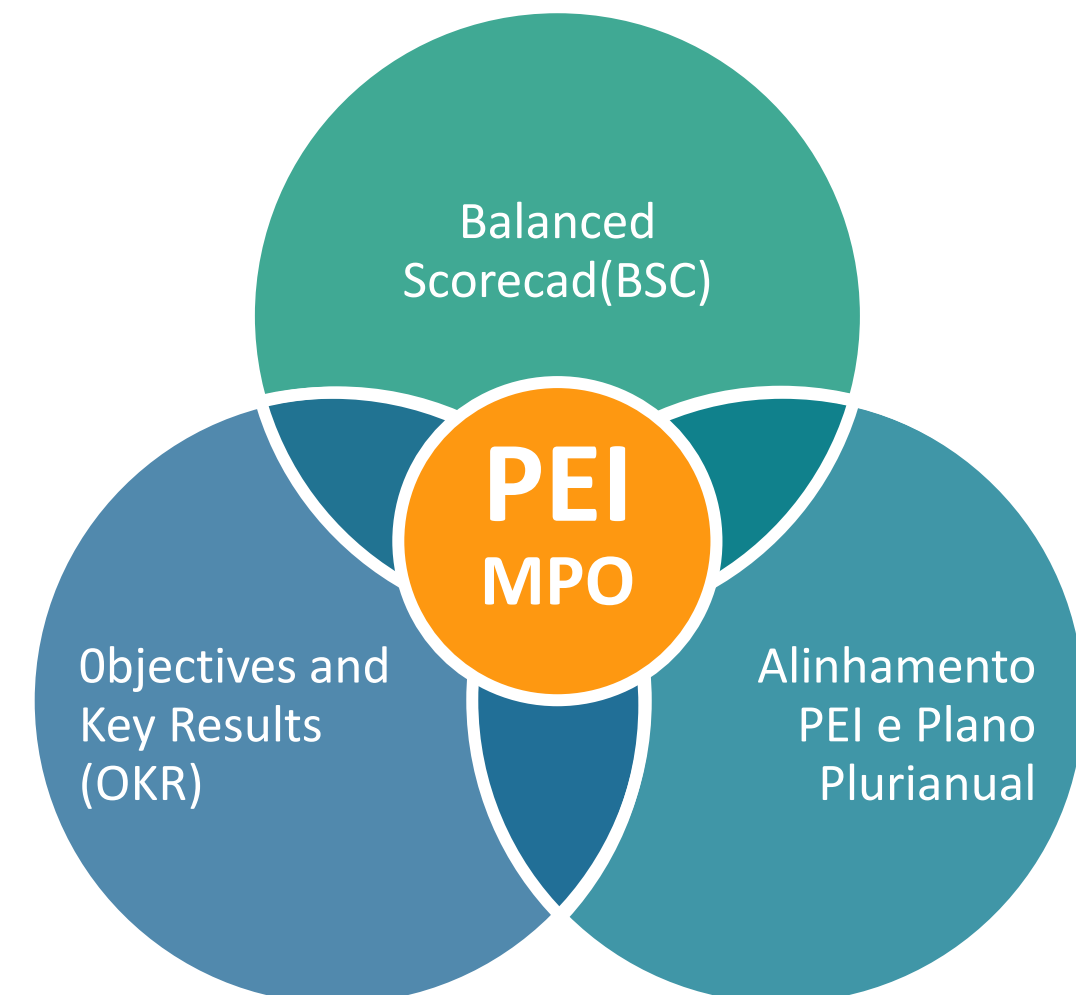 Balanced
Scorecad(BSC)
PEI
MPO
0bjectives and
Key Results
(OKR)
Alinhamento
PEI e Plano
Plurianual